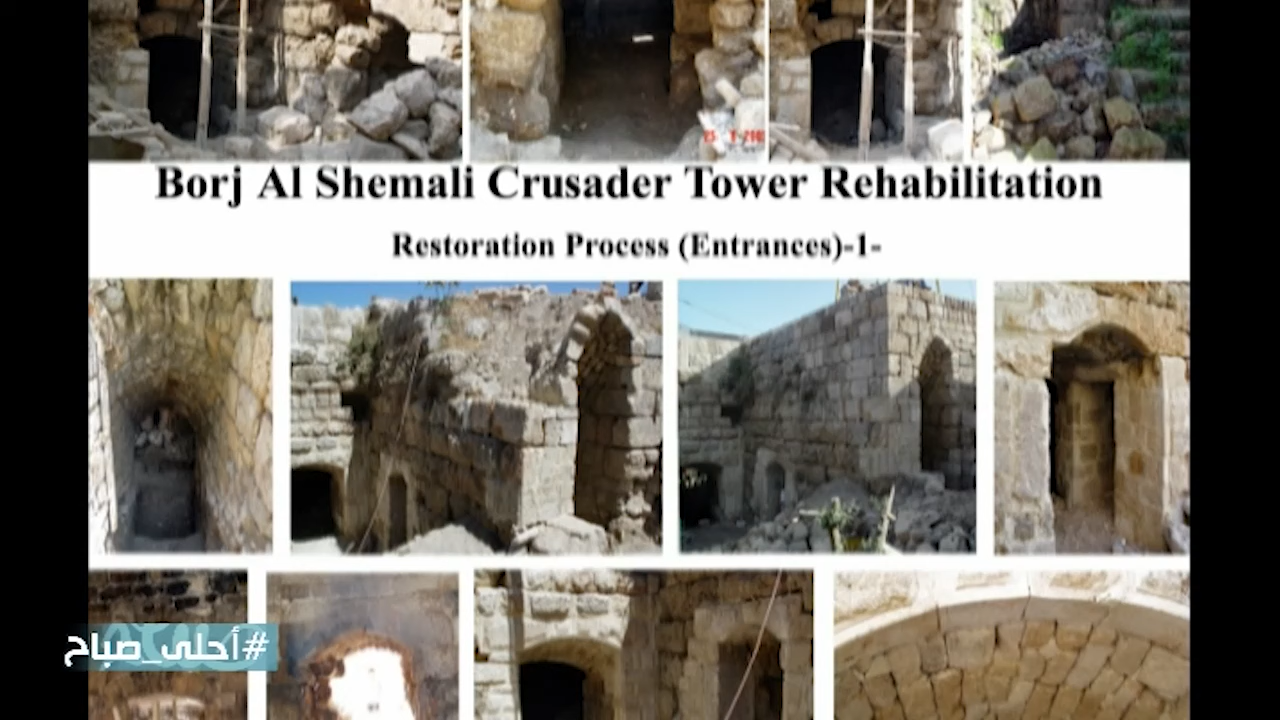 Borj Al Shemali Crusader Tower Rehabilitation
Restoration Process (Entrances)-1-
#أحلى_صباح